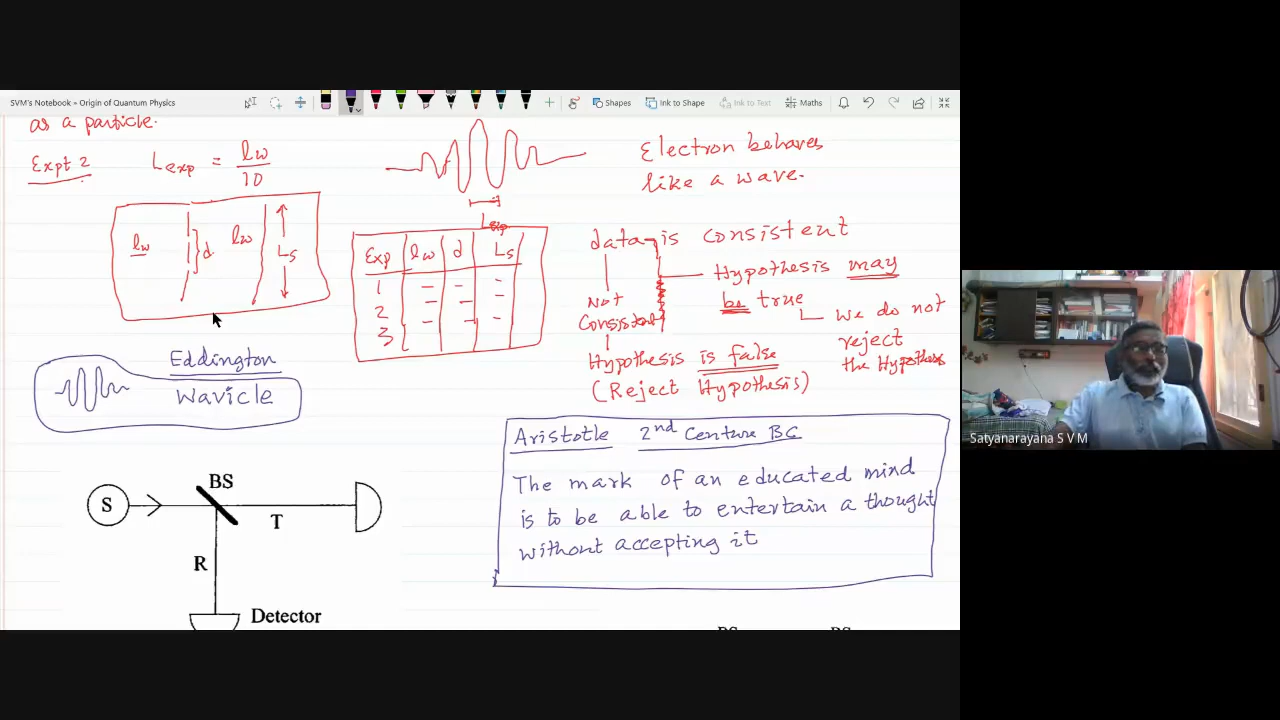 SVM's Notebook » Origin of Quantum Physics
Shapes
Ink to Shape
Ink to Text
Maths
as a particle.
Expt 2
Lexp = lw/10
Electron behaves
like a wave.
Lexp
lw
d
lw
Ls
Exp lw d Ls
1 - - -
2 - - -
3 - - -
data is consistent
Hypothesis may
be true
Not
Consistent
we do not
reject
the Hypothesis
Hypothesis is false
(Reject Hypothesis)
Eddington
Wavicle
Aristotle 2nd Centure BC
The mark of an educated mind
is to be able to entertain a thought
without accepting it
S
BS
T
R
Detector
Satyanarayana S V M